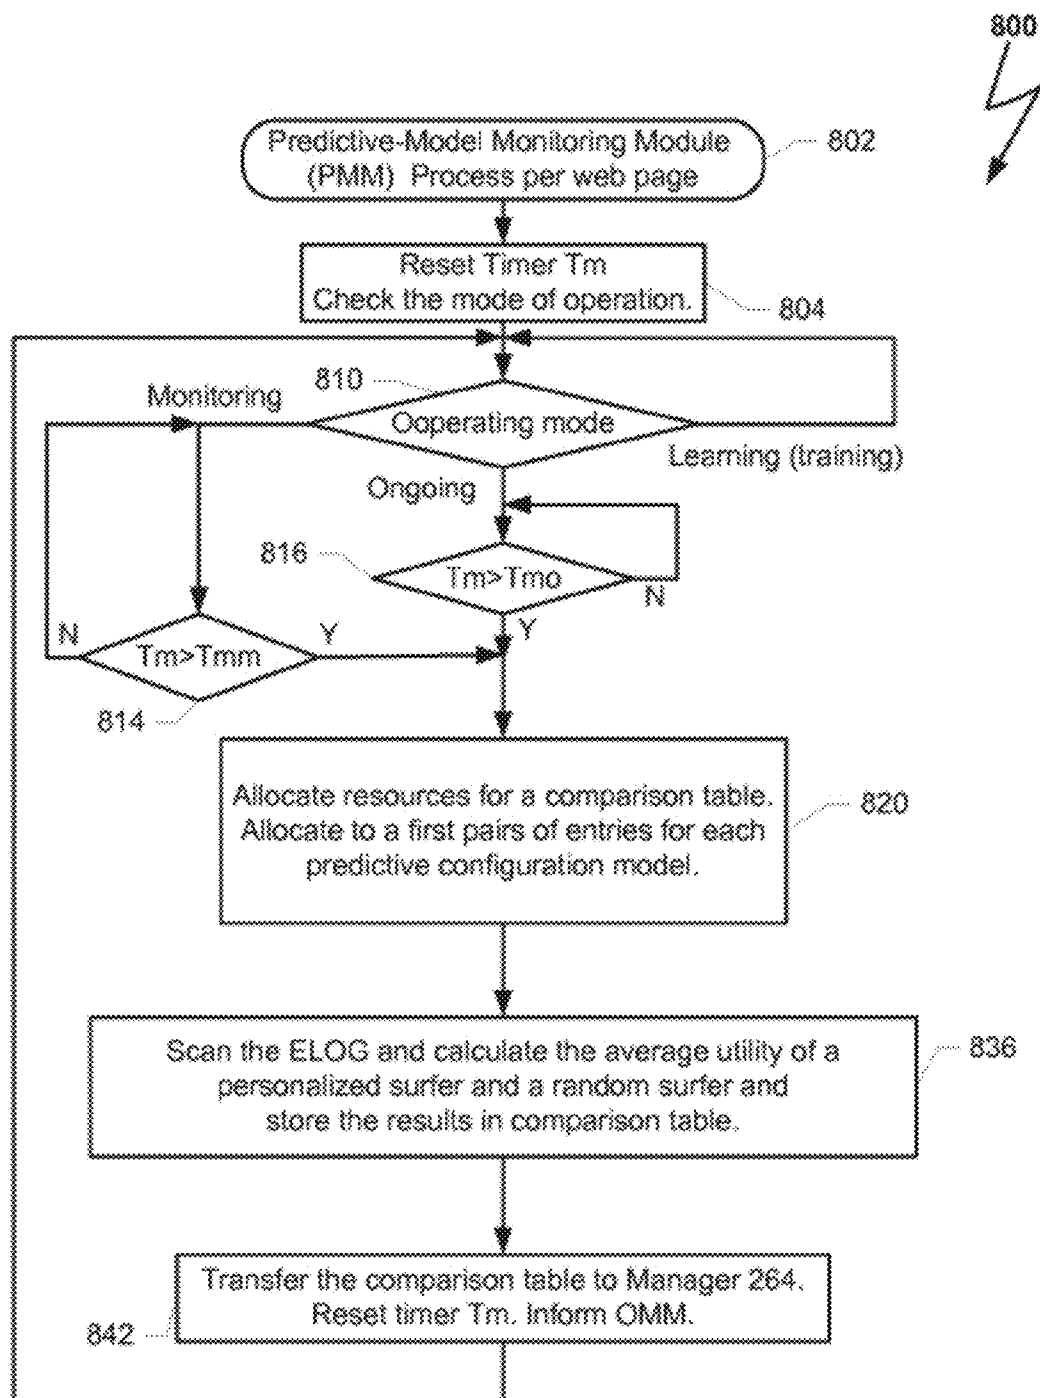 800
Predictive-Model Monitoring Module
(PMM) Process per web page
802
Reset Timer Tm
Check the mode of operation.
804
810
Monitoring
Ooperating mode
Learning (training)
Ongoing
816
Tm>Tmo
N
Y
N
Tm>Tmm
Y
814
Allocate resources for a comparison table.
Allocate to a first pairs of entries for each
predictive configuration model.
820
Scan the ELOG and calculate the average utility of a
personalized surfer and a random surfer and
store the results in comparison table.
836
Transfer the comparison table to Manager 264.
Reset timer Tm. Inform OMM.
842